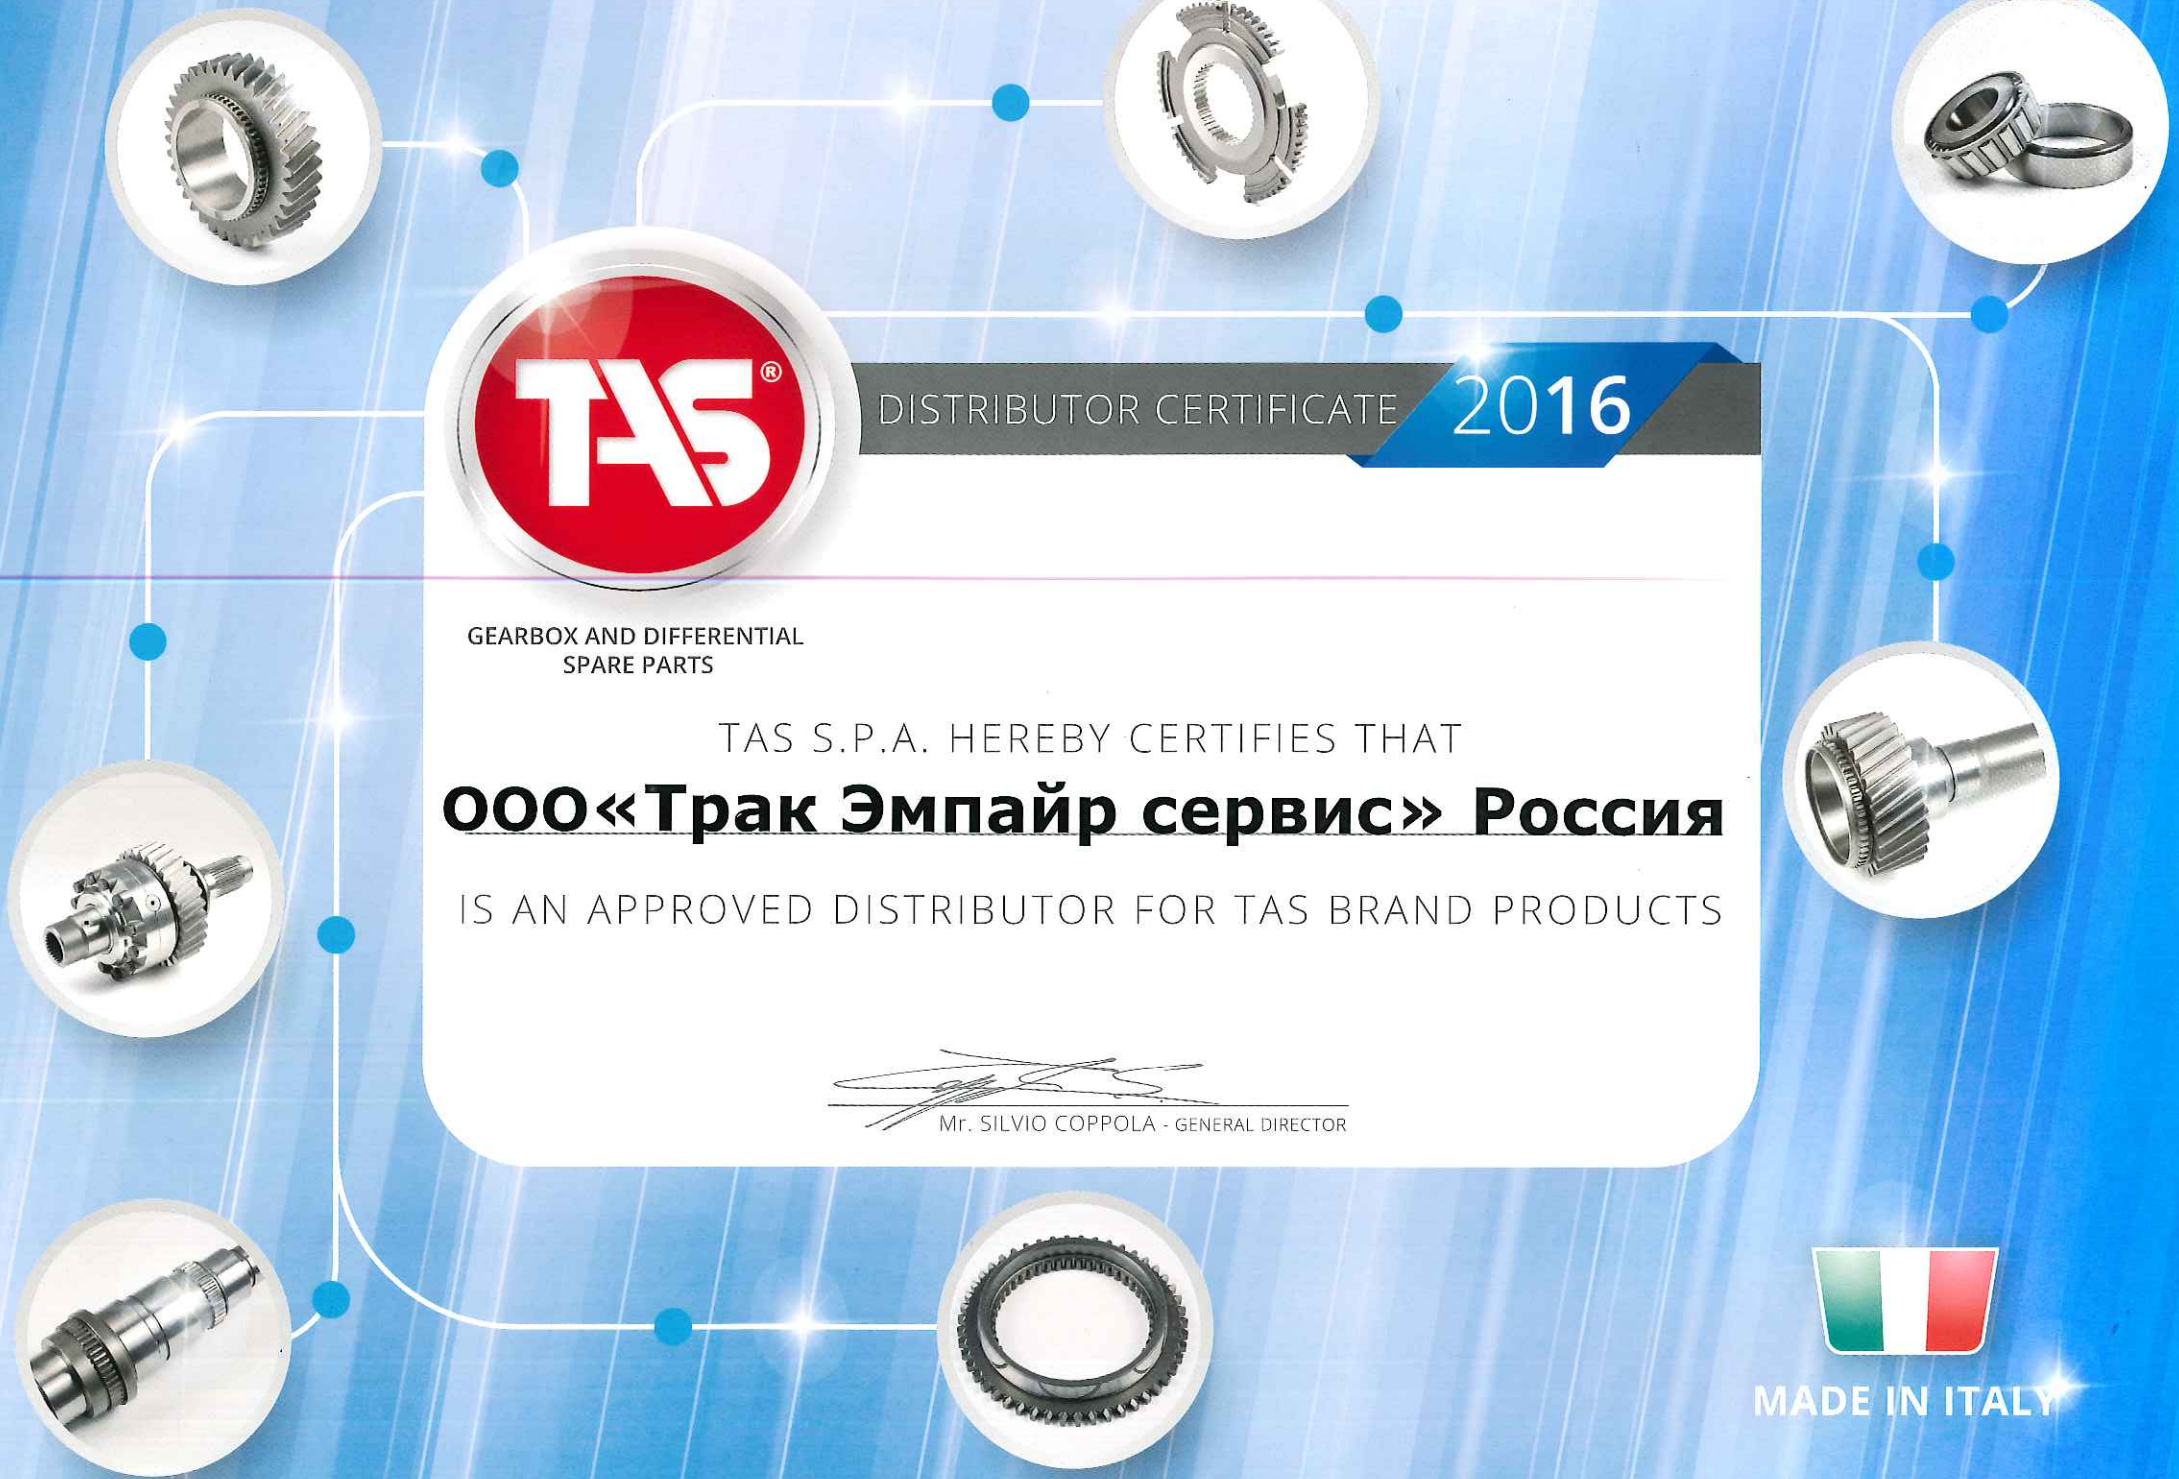 TAS®
DISTRIBUTOR CERTIFICATE 2016
GEARBOX AND DIFFERENTIAL
SPARE PARTS
TAS S.P.A. HEREBY CERTIFIES THAT
ООО«Трак Эмпайр сервис» Россия
IS AN APPROVED DISTRIBUTOR FOR TAS BRAND PRODUCTS
Mr. SILVIO COPPOLA - GENERAL DIRECTOR
MADE IN ITALY